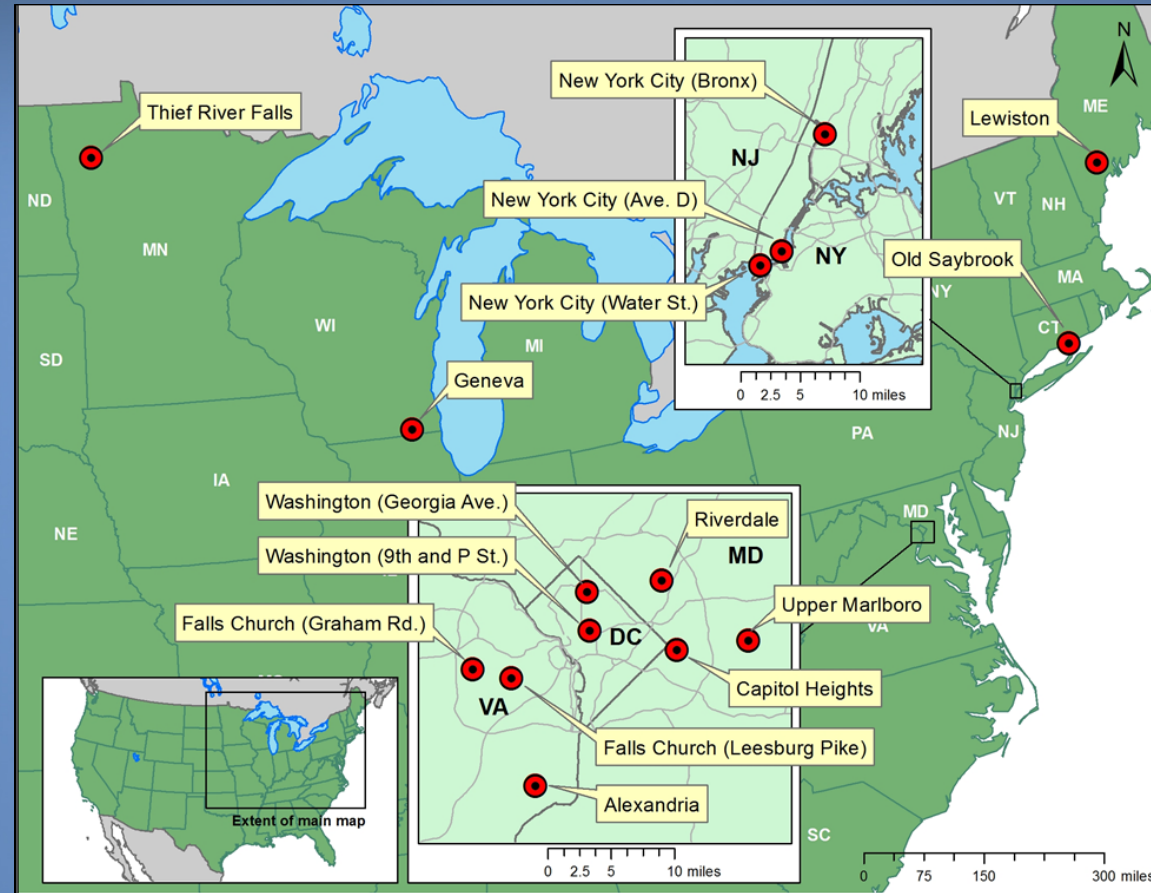 N
New York City (Bronx)
Thief River Falls
ME
Lewiston
NJ
ND
VT
NH
New York City (Ave. D)
MN
NY
Old Saybrook
MA
NY
New York City (Water St.)
WI
CT
MI
SD
Geneva
0 2.5 5 10 miles
PA
NJ
IA
Washington (Georgia Ave.)
MD
Riverdale
NE
MD
Washington (9th and P St.)
Upper Marlboro
Falls Church (Graham Rd.)
VA
DC
Capitol Heights
VA
Falls Church (Leesburg Pike)
Alexandria
Extent of main map
SC
0 2.5 5 10 miles
0 75 150 300 miles